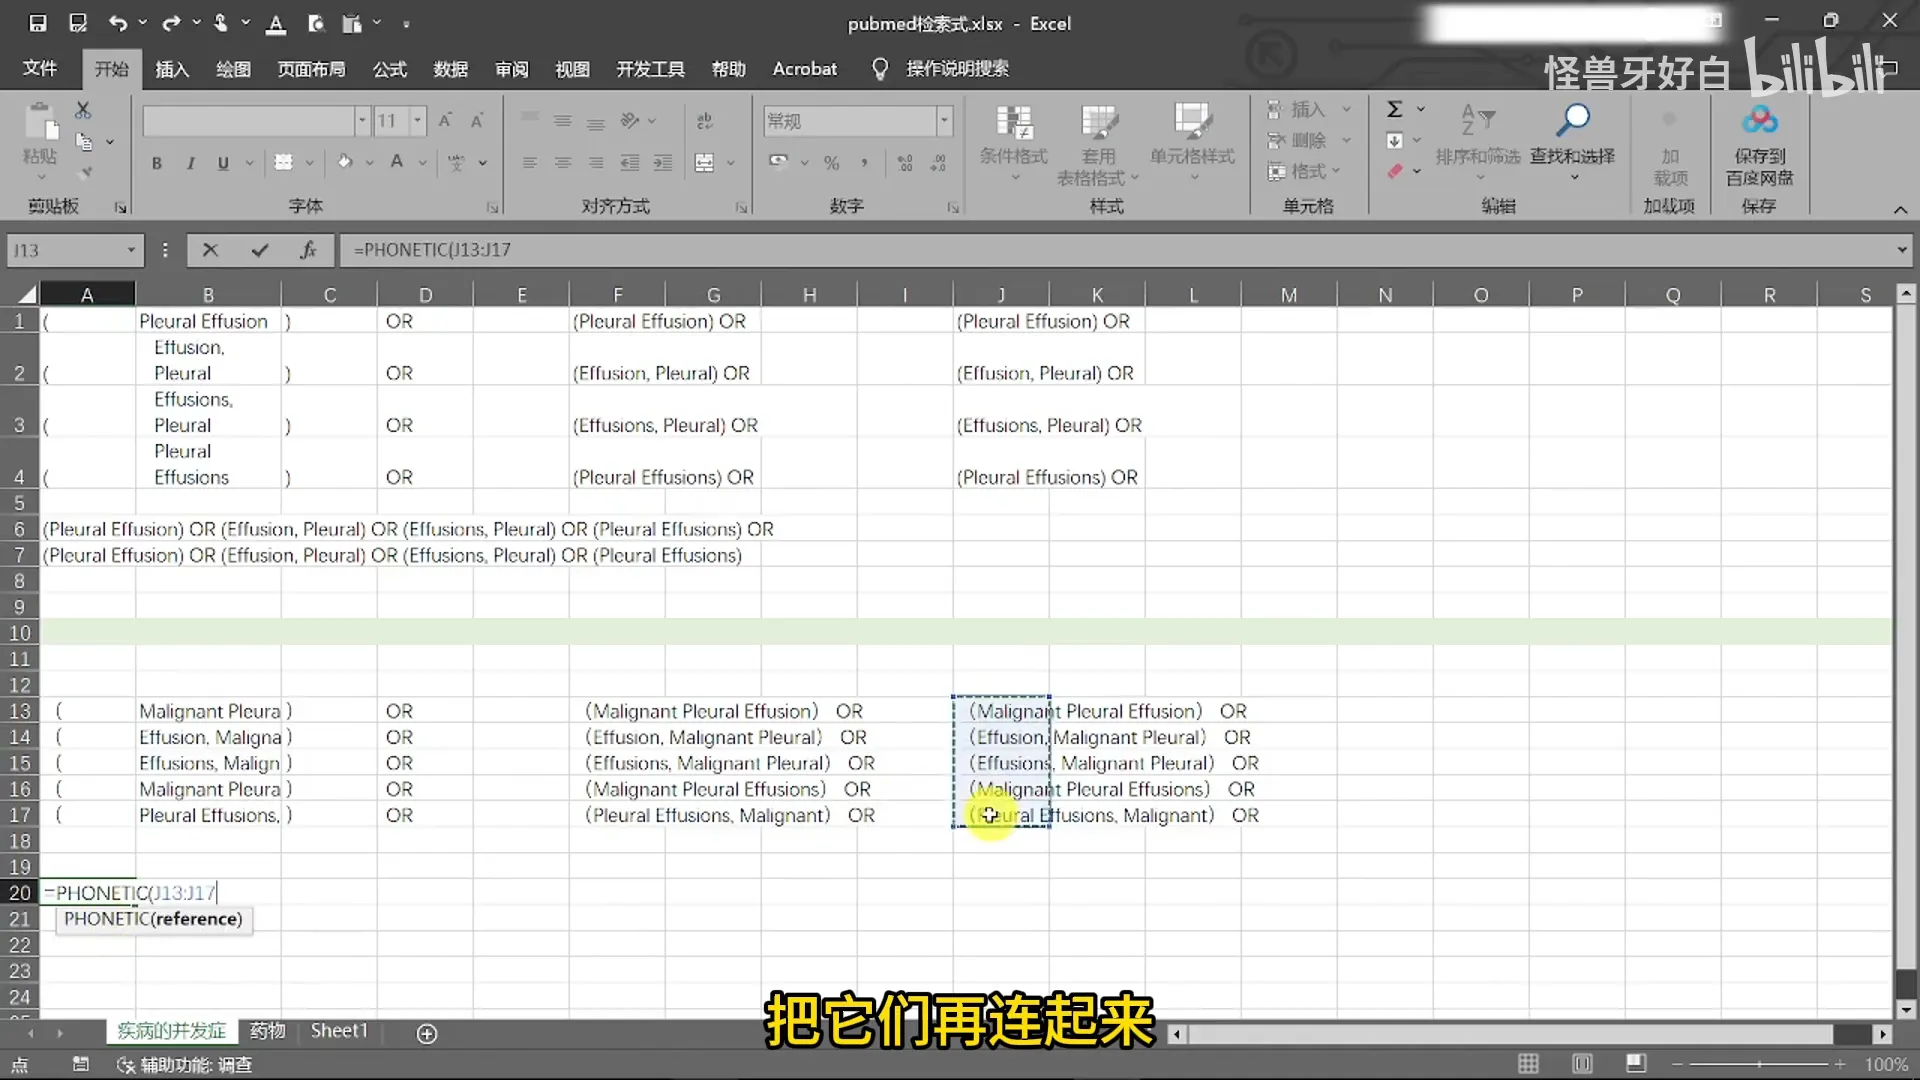 pubmed检索式.xlsx - Excel
怪兽牙好白 bilibili
文件 开始 插入 绘图 页面布局 公式 数据 审阅 视图 开发工具 帮助 Acrobat 操作说明搜索
粘贴
剪贴板
11
B I U A
字体
ab
对齐方式
常规
%
数字
条件格式
套用
表格格式
单元格样式
样式
插入
删除
格式
单元格
Σ
排序和筛选
查找和选择
编辑
加
载项
加载项
保存到
百度网盘
保存
J13 fx =PHONETIC(J13:J17
A B C D E F G H I J K L M N O P Q R S
1 ( Pleural Effusion ) OR (Pleural Effusion) OR (Pleural Effusion) OR
Effusion,
2 ( Pleural ) OR (Effusion, Pleural) OR (Effusion, Pleural) OR
Effusions,
3 ( Pleural ) OR (Effusions, Pleural) OR (Effusions, Pleural) OR
Pleural
4 ( Effusions ) OR (Pleural Effusions) OR (Pleural Effusions) OR
5
6 (Pleural Effusion) OR (Effusion, Pleural) OR (Effusions, Pleural) OR (Pleural Effusions) OR
7 (Pleural Effusion) OR (Effusion, Pleural) OR (Effusions, Pleural) OR (Pleural Effusions)
8
9
10
11
12
13 ( Malignant Pleura ) OR (Malignant Pleural Effusion) OR (Malignant Pleural Effusion) OR
14 ( Effusion, Maligna ) OR (Effusion, Malignant Pleural) OR (Effusion, Malignant Pleural) OR
15 ( Effusions, Malign ) OR (Effusions, Malignant Pleural) OR (Effusions, Malignant Pleural) OR
16 ( Malignant Pleura ) OR (Malignant Pleural Effusions) OR (Malignant Pleural Effusions) OR
17 ( Pleural Effusions, ) OR (Pleural Effusions, Malignant) OR (Pleural Effusions, Malignant) OR
18
19
20 =PHONETIC(J13:J17
21 PHONETIC(reference)
22
23
24
把它们再连起来
疾病的并发症 药物 Sheet1
点 辅助功能: 调查 100%